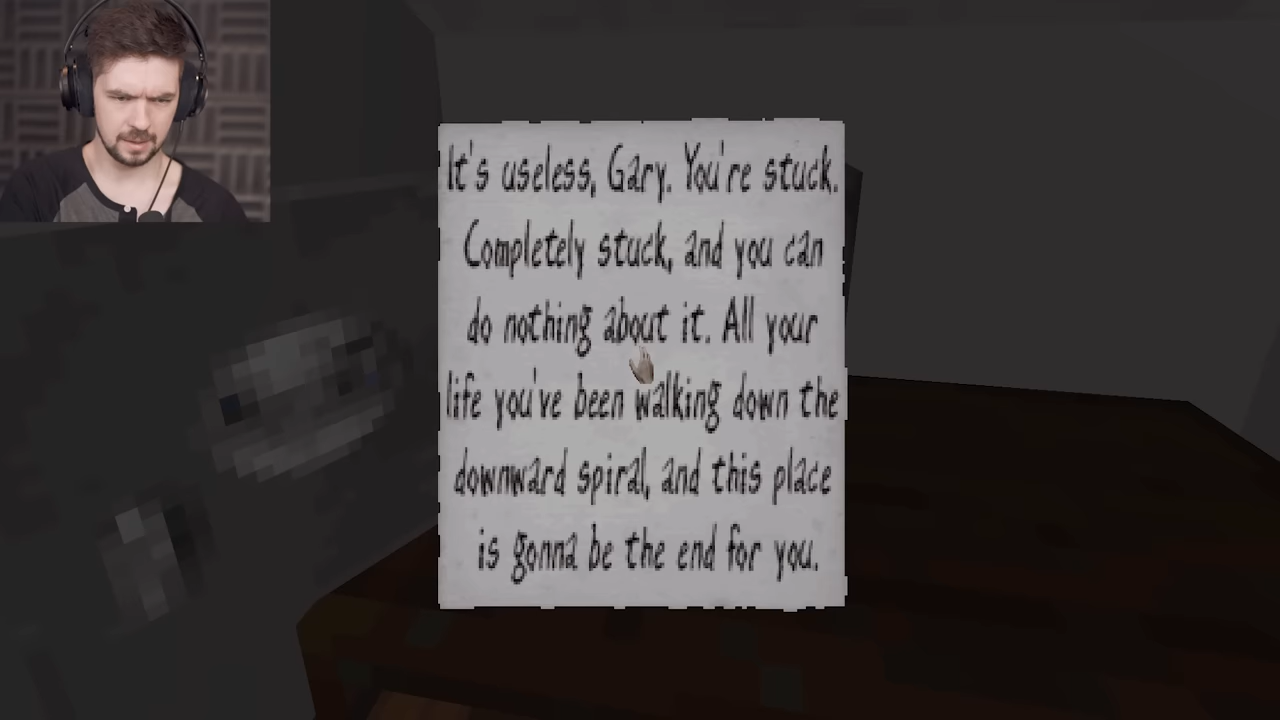 It's useless, Gary. You're stuck.
Completely stuck, and you can
do nothing about it. All your
life you've been walking down the
downward spiral, and this place
is gonna be the end for you.